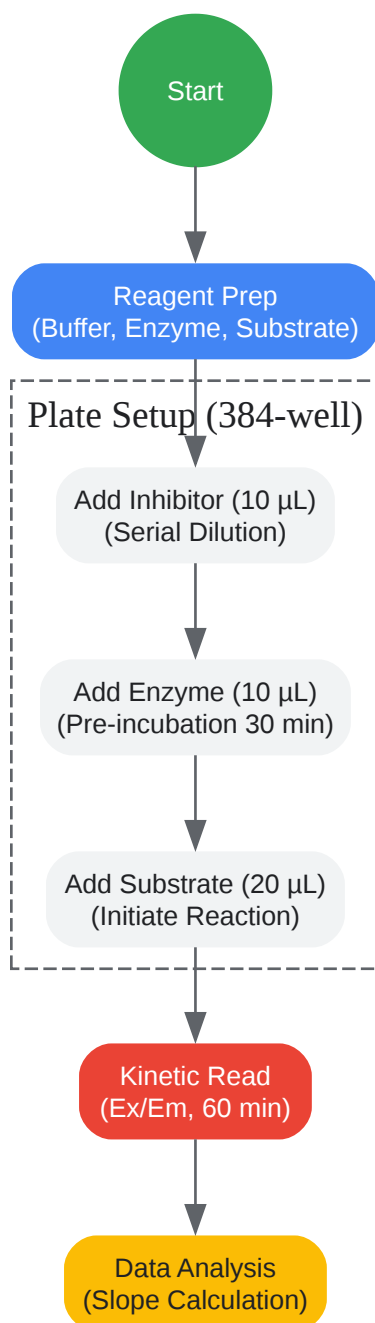 Start
Reagent Prep
(Buffer, Enzyme, Substrate)
Plate Setup (384-well)
Add Inhibitor (10 µL)
(Serial Dilution)
Add Enzyme (10 µL)
(Pre-incubation 30 min)
Add Substrate (20 µL)
(Initiate Reaction)
Kinetic Read
(Ex/Em, 60 min)
Data Analysis
(Slope Calculation)